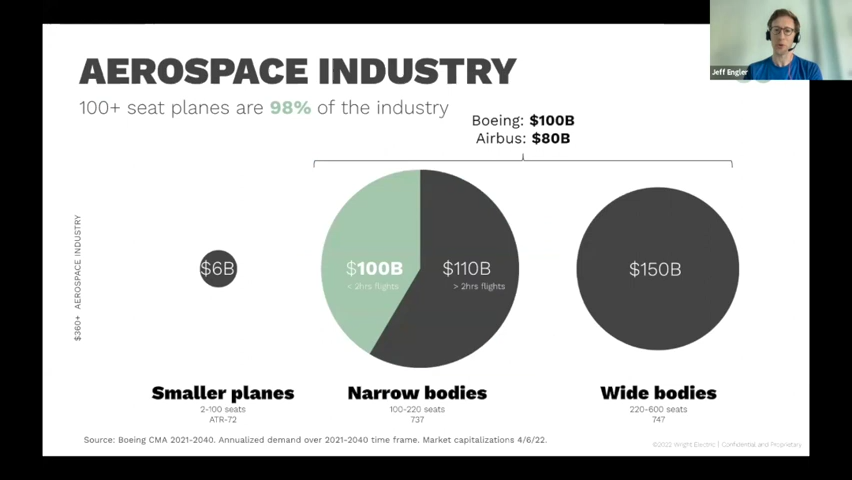 AEROSPACE INDUSTRY
100+ seat planes are 98% of the industry
Jeff Engler
Boeing: $100B
Airbus: $80B
$360+ AEROSPACE INDUSTRY
$6B
$100B
< 2hrs flights
$110B
> 2hrs flights
$150B
Smaller planes
2-100 seats
ATR-72
Narrow bodies
100-220 seats
737
Wide bodies
220-600 seats
747
Source: Boeing CMA 2021-2040. Annualized demand over 2021-2040 time frame. Market capitalizations 4/6/22.
©2022 Wright Electric | Confidential and Proprietary